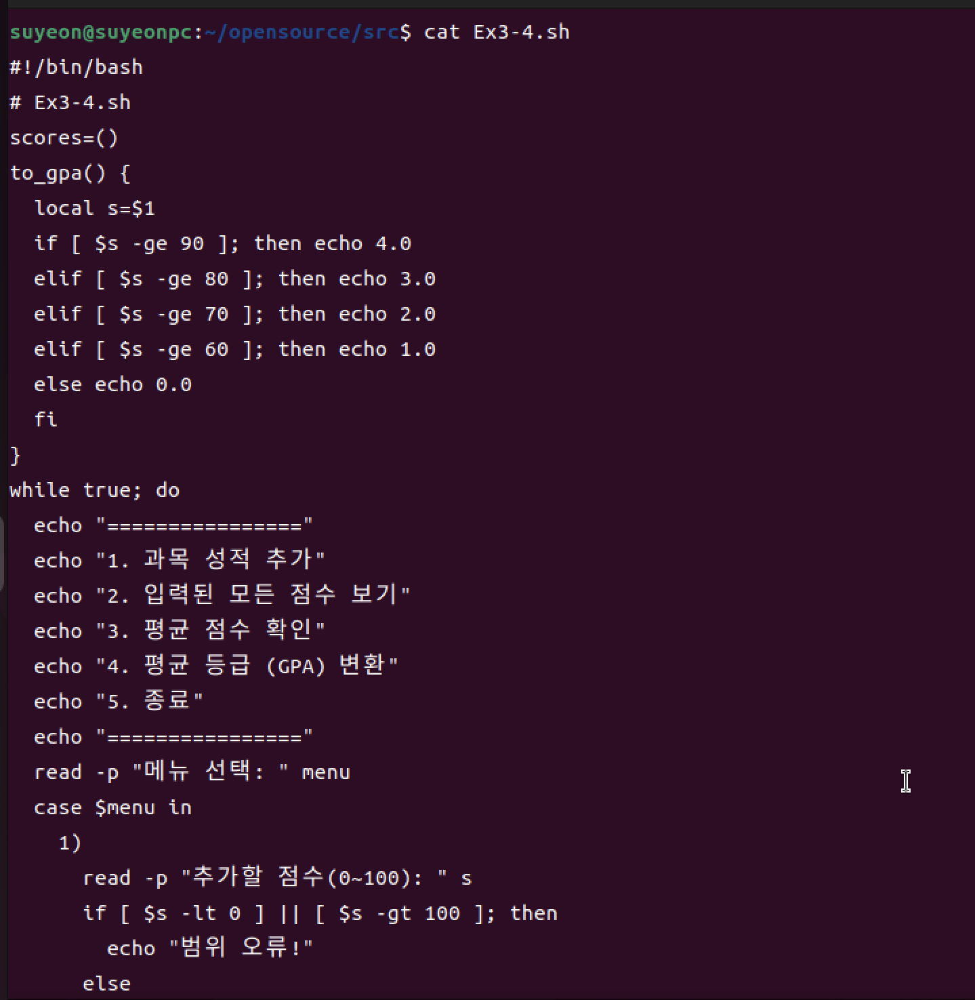 suyeon@suyeonpc:~/opensource/src$ cat Ex3-4.sh
#!/bin/bash
# Ex3-4.sh
scores=()
to_gpa() {
  local s=$1
  if [ $s -ge 90 ]; then echo 4.0
  elif [ $s -ge 80 ]; then echo 3.0
  elif [ $s -ge 70 ]; then echo 2.0
  elif [ $s -ge 60 ]; then echo 1.0
  else echo 0.0
  fi
}
while true; do
  echo "================"
  echo "1. 과목 성적 추가"
  echo "2. 입력된 모든 점수 보기"
  echo "3. 평균 점수 확인"
  echo "4. 평균 등급 (GPA) 변환"
  echo "5. 종료"
  echo "================"
  read -p "메뉴 선택: " menu
  case $menu in
    1)
      read -p "추가할 점수(0~100): " s
      if [ $s -lt 0 ] || [ $s -gt 100 ]; then
        echo "범위 오류!"
      else